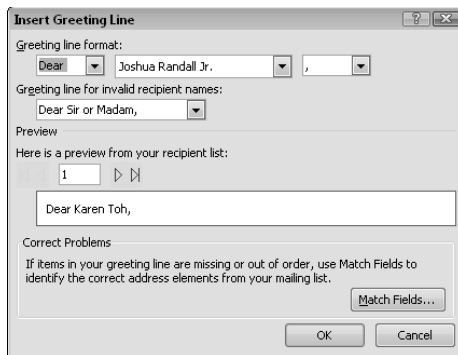 Insert Greeting Line
Greeting line format:
Dear Joshua Randall Jr. ,
Greeting line for invalid recipient names:
Dear Sir or Madam,
Preview
Here is a preview from your recipient list:
1
Dear Karen Toh,
Correct Problems
If items in your greeting line are missing or out of order, use Match Fields to
identify the correct address elements from your mailing list.
Match Fields...
OK Cancel